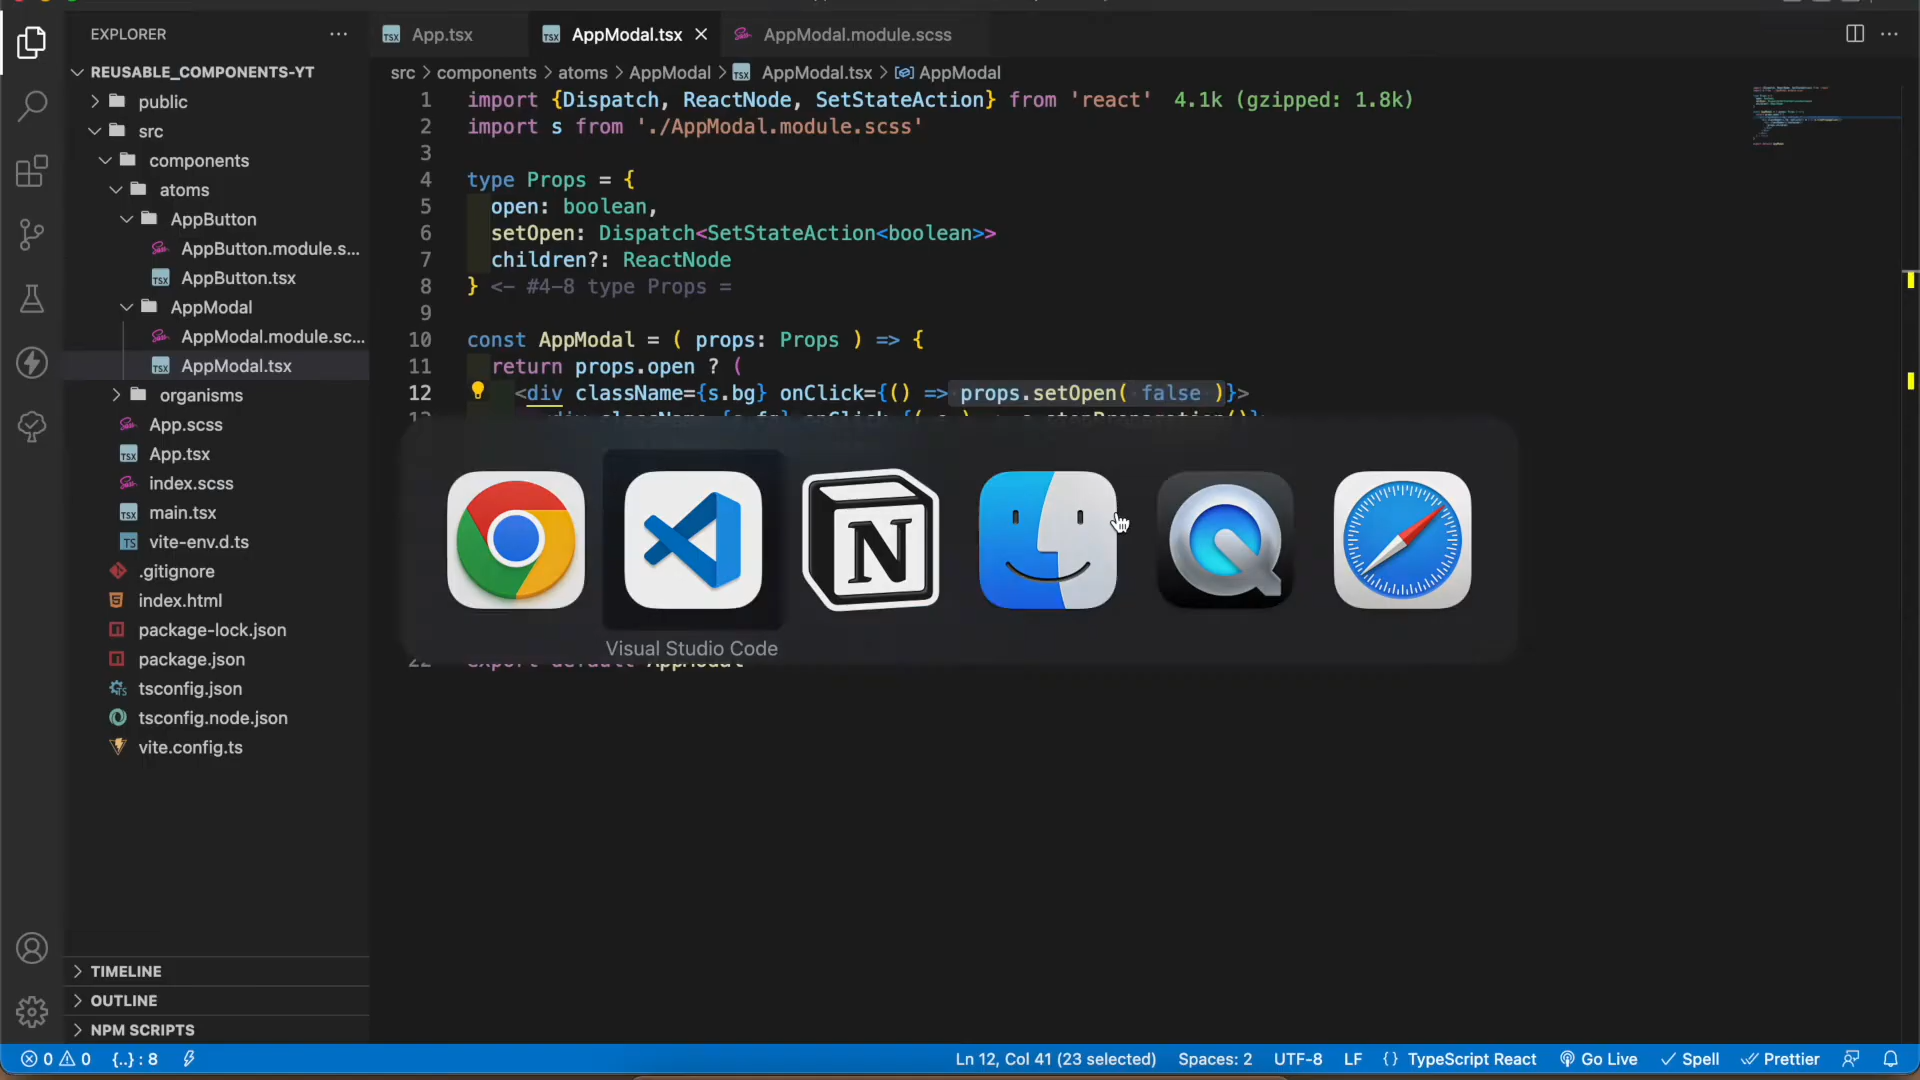 EXPLORER
App.tsx
AppModal.tsx
AppModal.module.scss
REUSABLE_COMPONENTS-YT
public
src
components
atoms
AppButton
AppButton.module.s...
AppButton.tsx
AppModal
AppModal.module.sc...
AppModal.tsx
organisms
App.scss
App.tsx
index.scss
main.tsx
vite-env.d.ts
.gitignore
index.html
package-lock.json
package.json
tsconfig.json
tsconfig.node.json
vite.config.ts
TIMELINE
OUTLINE
NPM SCRIPTS
src > components > atoms > AppModal > AppModal.tsx > AppModal
1 import {Dispatch, ReactNode, SetStateAction} from 'react' 4.1k (gzipped: 1.8k)
2 import s from './AppModal.module.scss'
3
4 type Props = {
5 open: boolean,
6 setOpen: Dispatch<SetStateAction<boolean>>
7 children?: ReactNode
8 } <- #4-8 type Props =
9
10 const AppModal = ( props: Props ) => {
11 return props.open ? (
12 <div className={s.bg} onClick={() => props.setOpen( false )}>
Visual Studio Code
22 export default AppModal
0 0 {..} : 8
Ln 12, Col 41 (23 selected) Spaces: 2 UTF-8 LF {} TypeScript React Go Live Spell Prettier